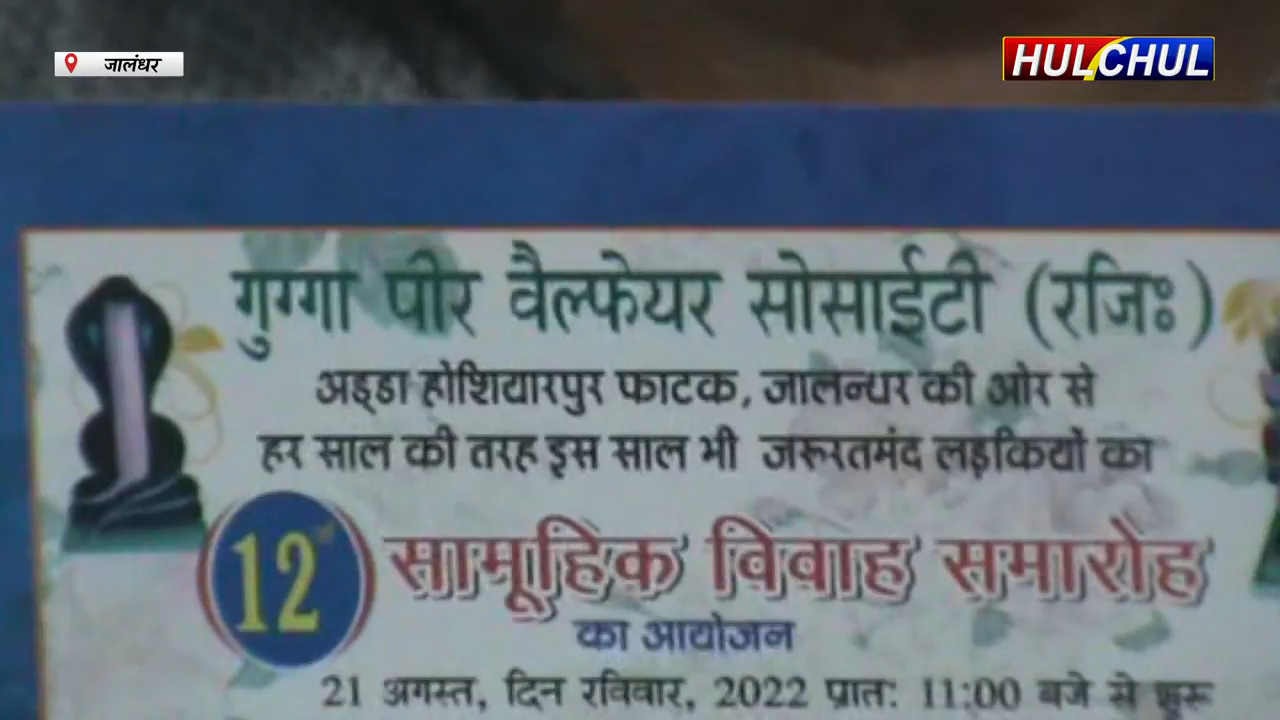 जालंधर
HULCHUL
गुग्गा पीर वैल्फेयर सोसाईटी (रजिः)
अड्डा होशियारपुर फाटक, जालन्धर की ओर से
हर साल की तरह इस साल भी जरूरतमंद लड़कियों का
12
सामूहिक विवाह समारोह
का आयोजन
21 अगस्त, दिन रविवार, 2022 प्रात: 11:00 बजे से शुरू